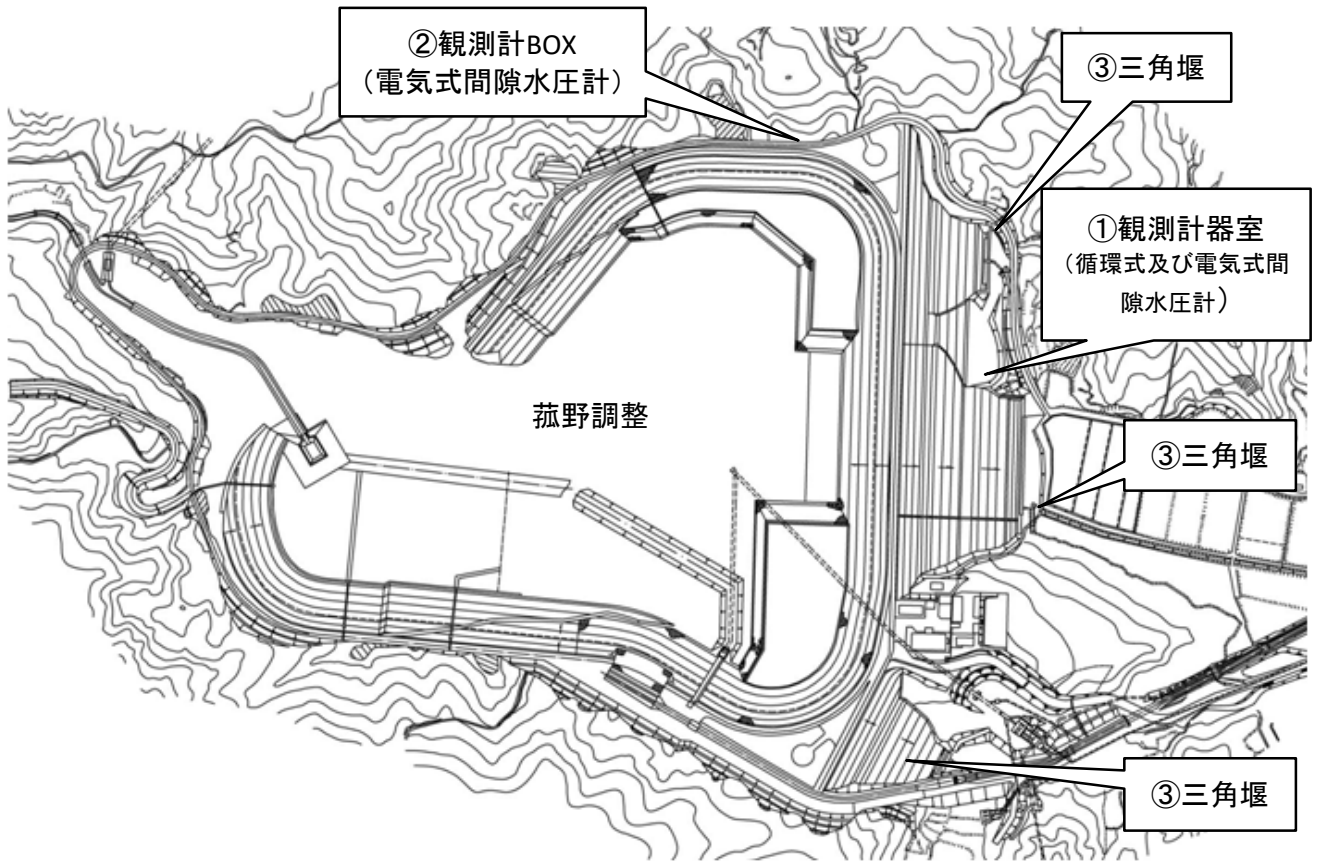 ②観測計BOX
（電気式間隙水圧計）
③三角堰
①観測計器室
（循環式及び電気式間
隙水圧計）
菰野調整
③三角堰
③三角堰